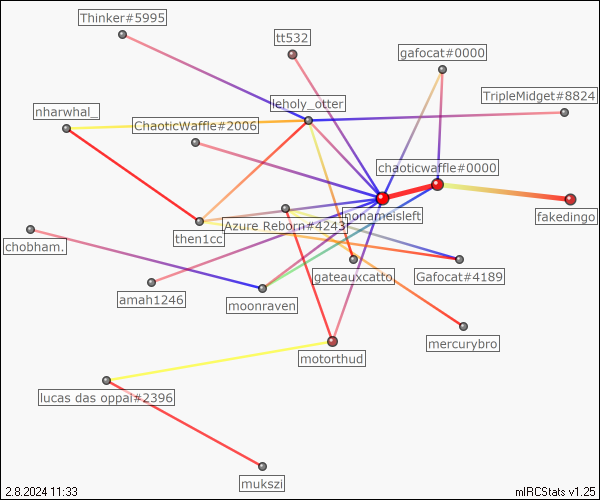 Thinker#5995
tt532
gafocat#0000
TripleMidget#8824
leholy_otter
nharwhal_
ChaoticWaffle#2006
chaoticwaffle#0000
nonameisleft
fakedingo
Azure Reborn#4243
then1cc
chobham.
gateauxcatto
Gafocat#4189
amah1246
moonraven
mercurybro
motorthud
lucas das oppai#2396
mukszi
2.8.2024 11:33
mIRCStats v1.25